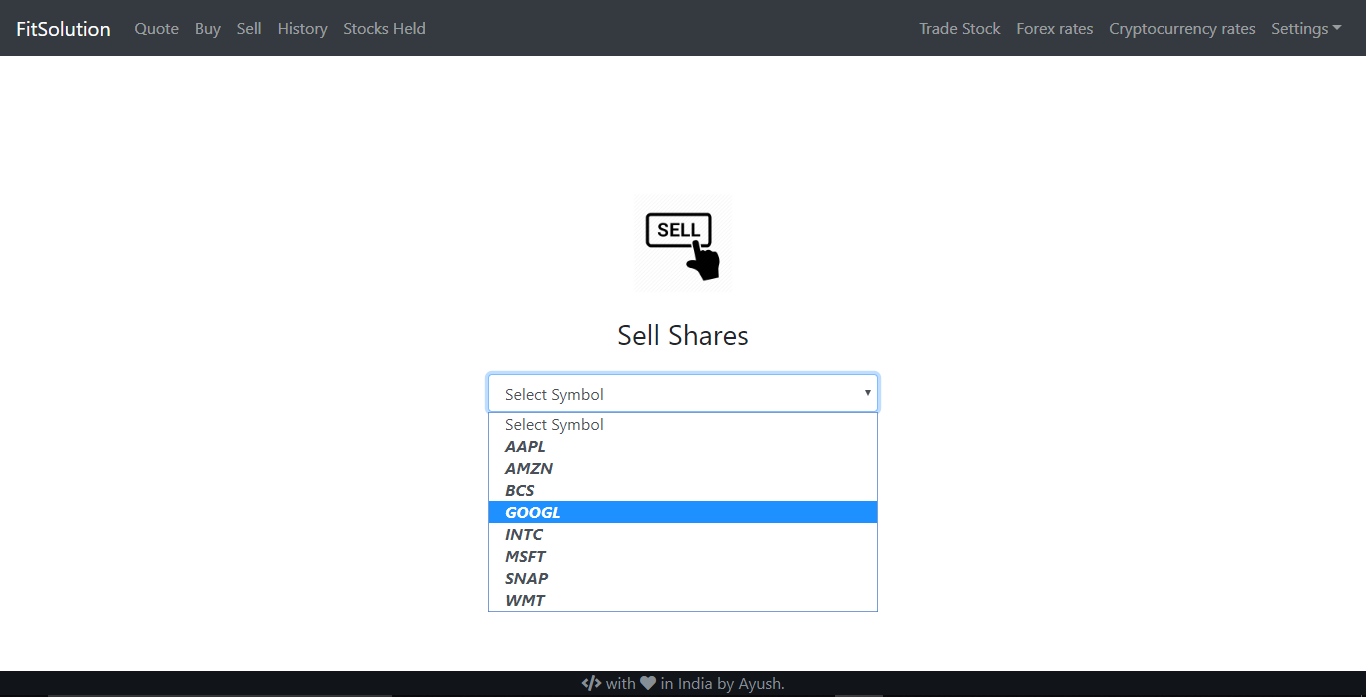 FitSolution Quote Buy Sell History Stocks Held Trade Stock Forex rates Cryptocurrency rates Settings
SELL
Sell Shares
Select Symbol
Select Symbol
AAPL
AMZN
BCS
GOOGL
INTC
MSFT
SNAP
WMT
</> with ♥ in India by Ayush.